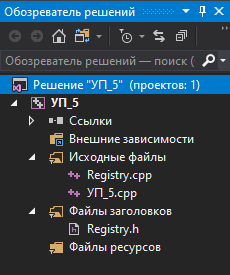 Обозреватель решений
Обозреватель решений — поиск (
Решение "УП_5" (проектов: 1)
УП_5
Ссылки
Внешние зависимости
Исходные файлы
Registry.cpp
УП_5.cpp
Файлы заголовков
Registry.h
Файлы ресурсов